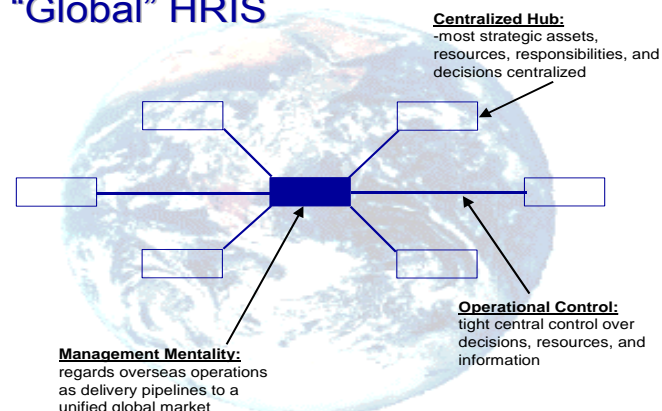 "Global" HRIS
Centralized Hub:
-most strategic assets,
resources, responsibilities, and
decisions centralized
Operational Control:
tight central control over
decisions, resources, and
information
Management Mentality:
regards overseas operations
as delivery pipelines to a
unified global market